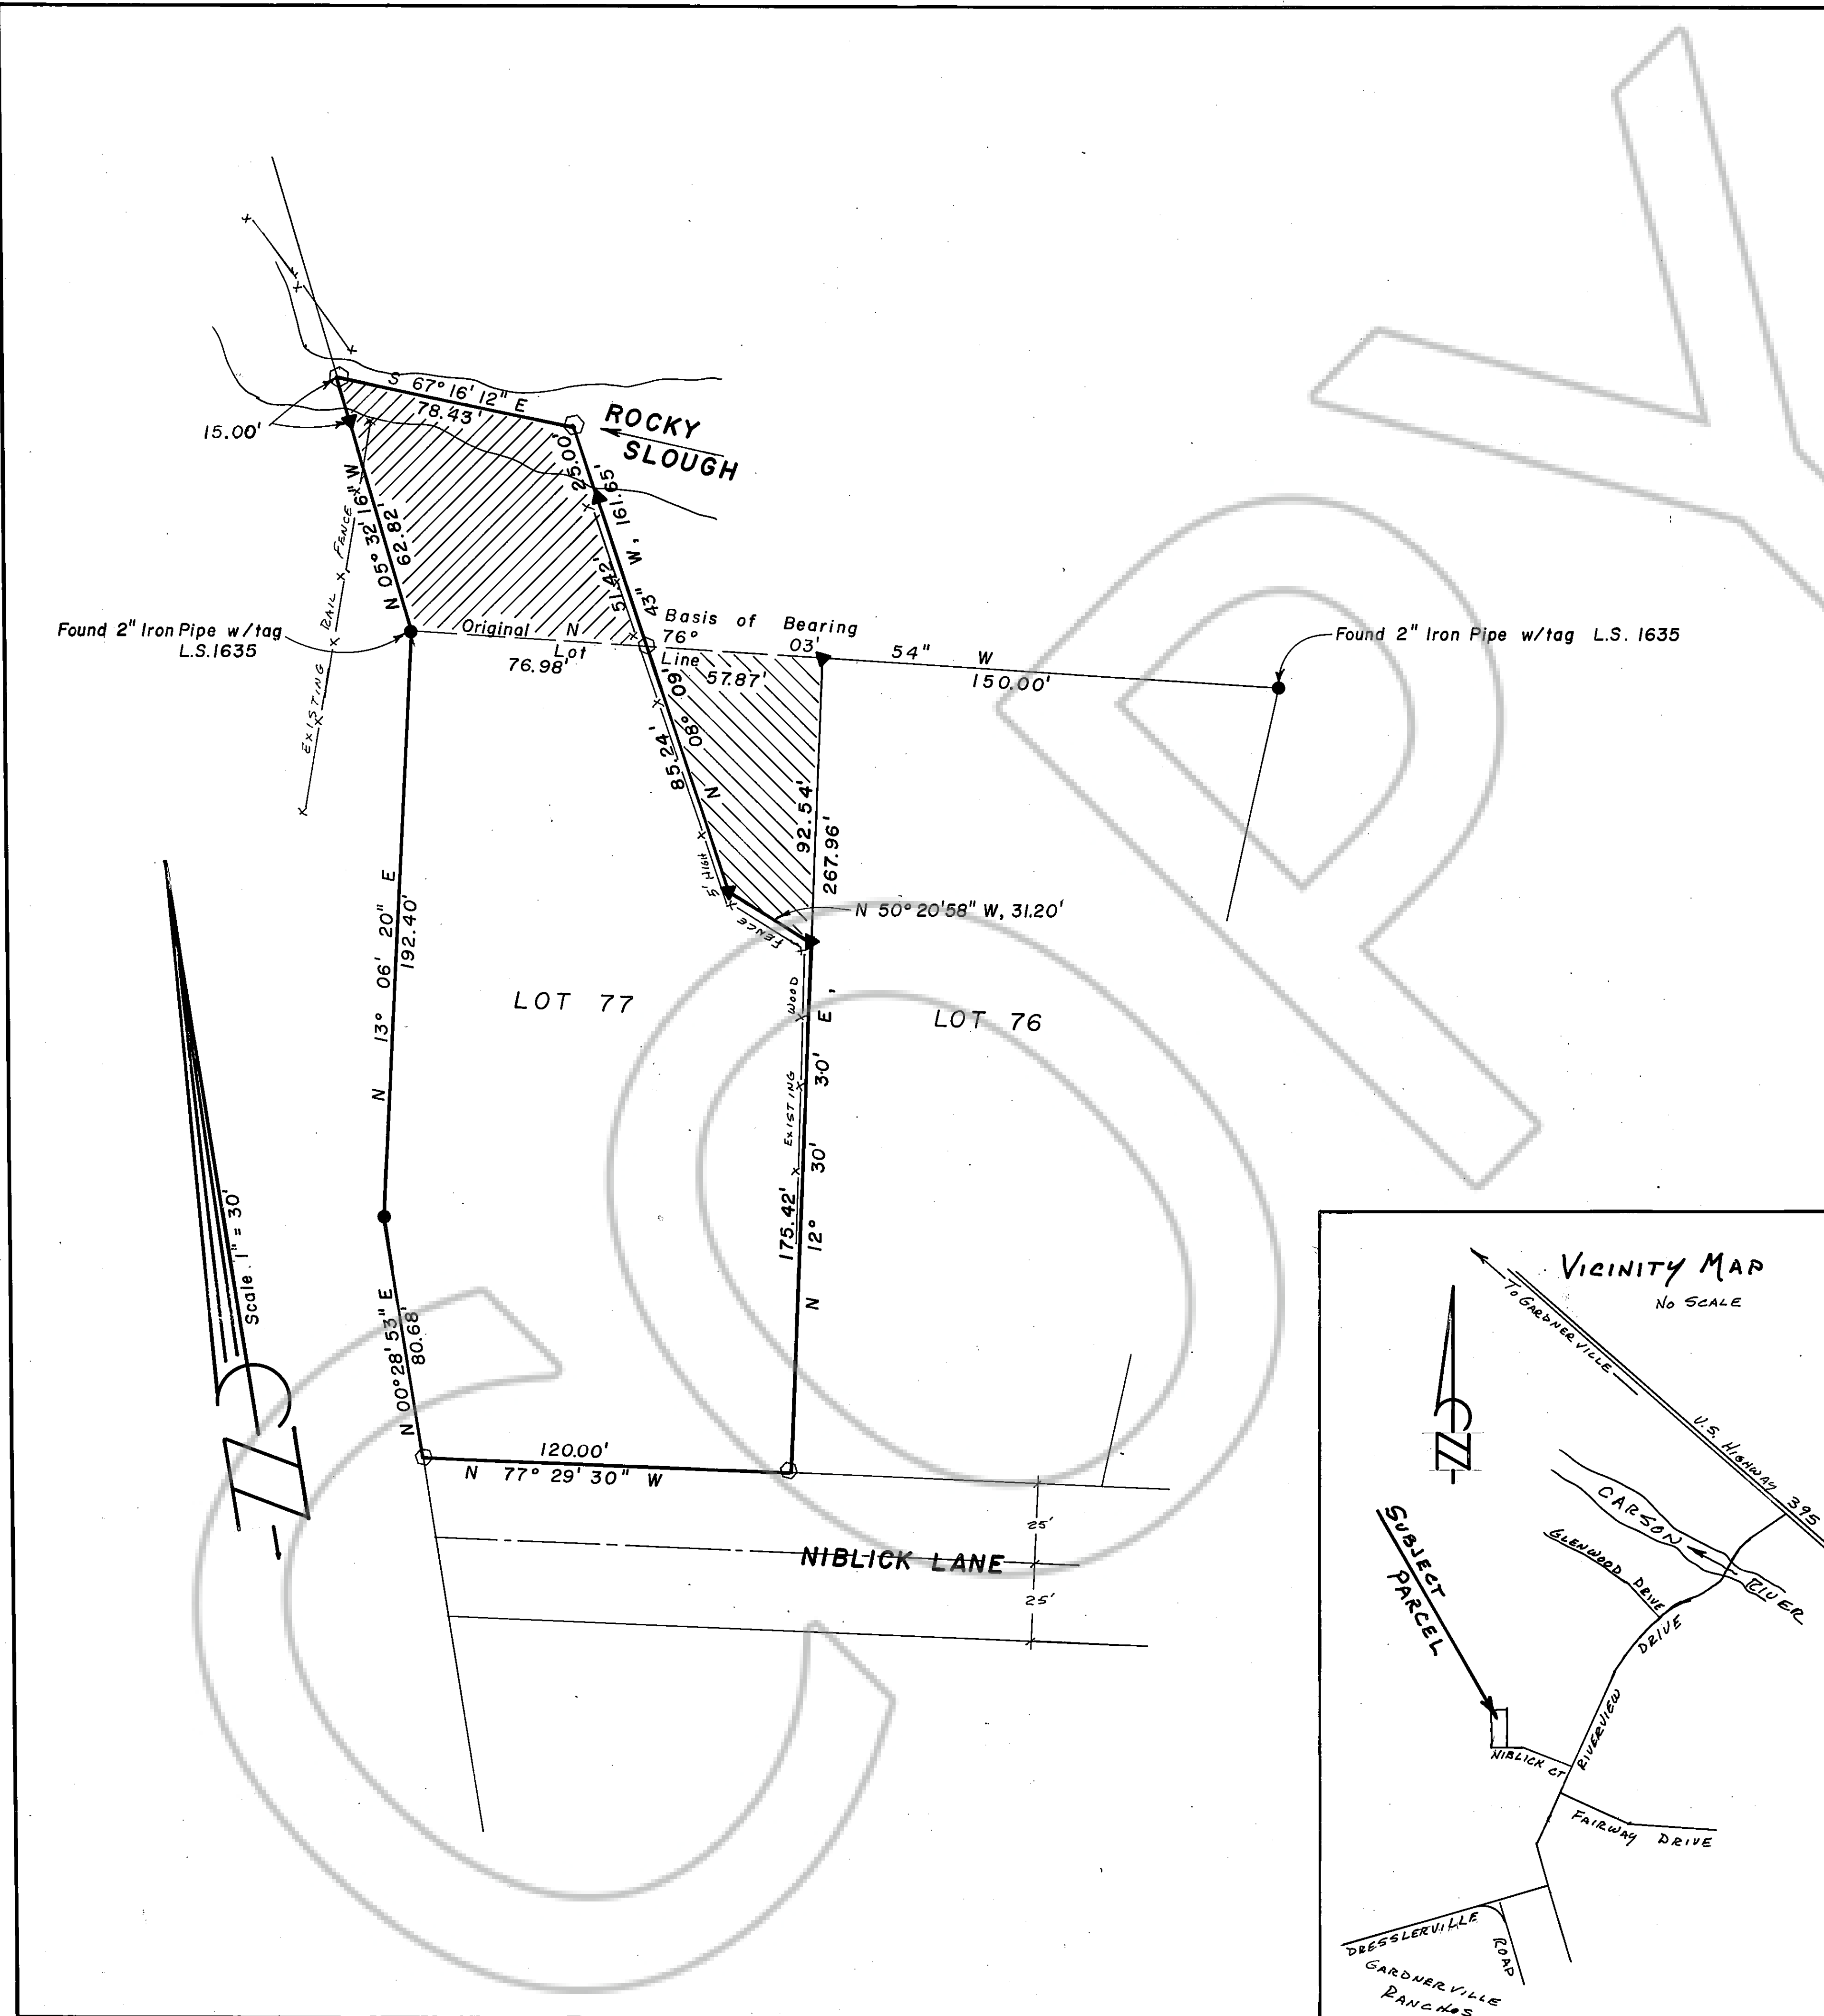 S 67° 16' 12" E
78.43'
ROCKY
SLOUGH
15.00'
25.00'
N 05° 32' 16" W
62.82'
EXISTING RAIL FENCE
51.42'
N 08° 09' 43" W, 161.65'
Basis of Bearing
N 76° 03' 54" W
Original Lot Line
76.98'
57.87'
150.00'
Found 2" Iron Pipe w/tag
L.S.1635
Found 2" Iron Pipe w/tag L.S. 1635
85.24'
92.54'
267.96'
5' HIGH
FENCE
N 50° 20' 58" W, 31.20'
N 13° 06' 20" E
192.40'
LOT 77
LOT 76
EXISTING WOOD
N 12° 30' 30" E,
175.42'
Scale 1" = 30'
N 00° 28' 53" E
80.68'
120.00'
N 77° 29' 30" W
25'
NIBLICK LANE
25'
VICINITY MAP
NO SCALE
TO GARDNERVILLE
U.S. HIGHWAY 395
CARSON RIVER
GLENWOOD DRIVE
RIVERVIEW DRIVE
SUBJECT
PARCEL
NIBLICK CT
FAIRWAY DRIVE
DRESSLERVILLE ROAD
GARDNERVILLE
RANCHOS
COPY